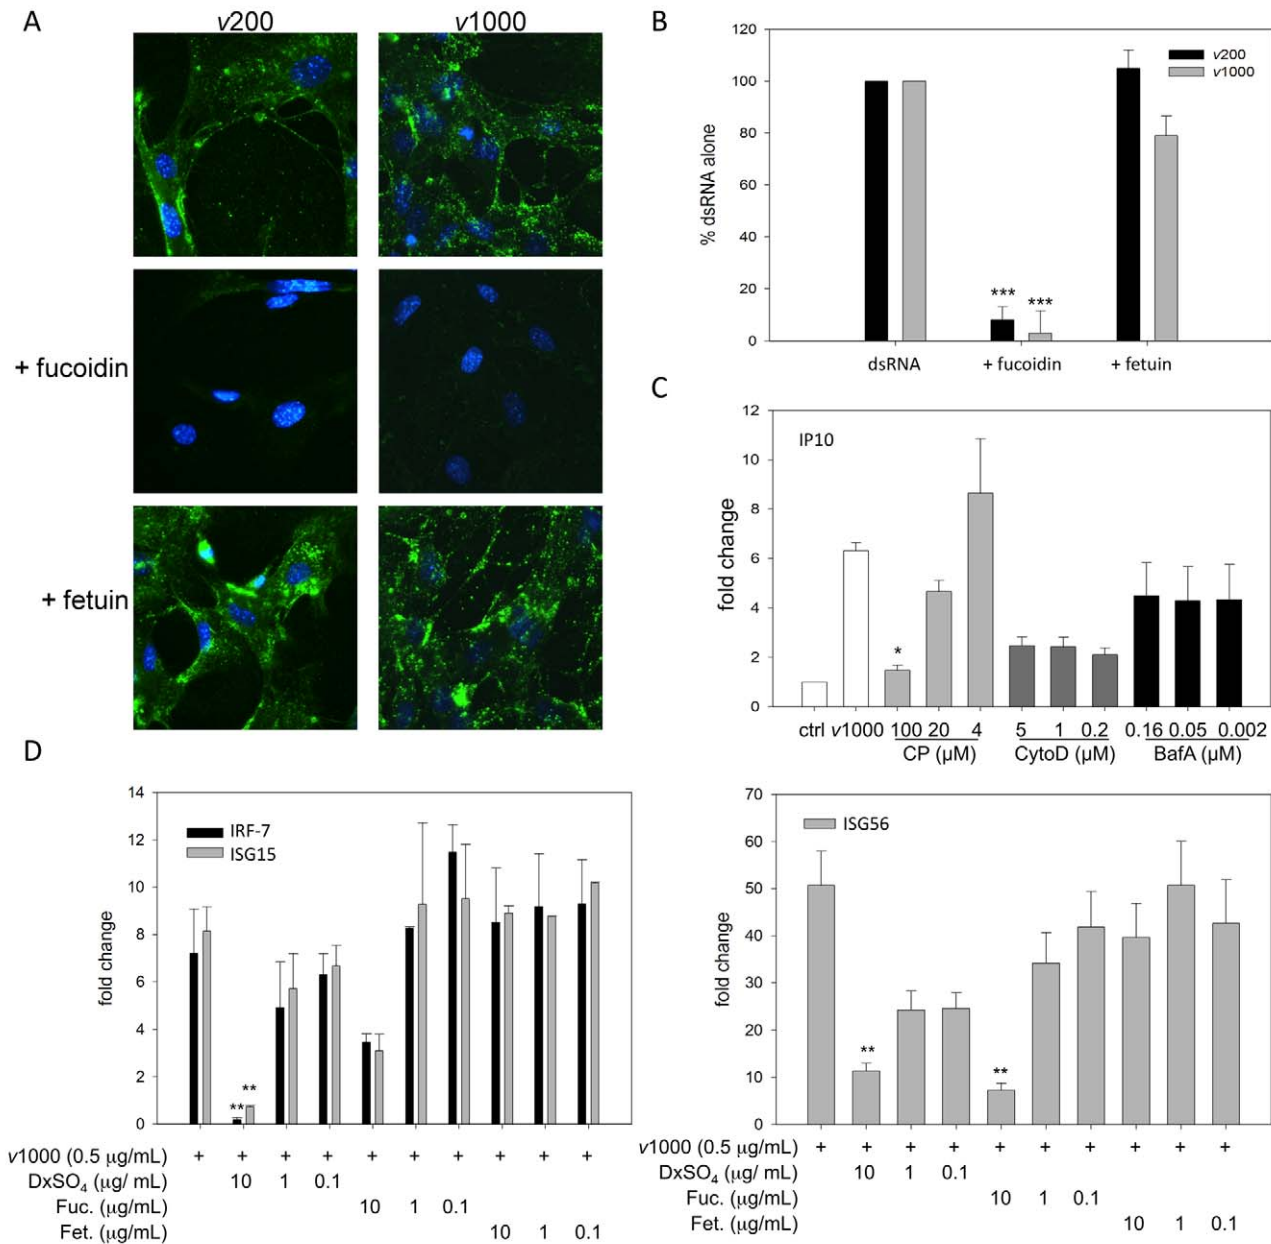 A
v200
v1000
+ fucoidin
+ fetuin
B
120
100
80
60
40
20
0
% dsRNA alone
v200
v1000
***
***
dsRNA
+ fucoidin
+ fetuin
C
12
10
8
6
4
2
0
fold change
IP10
*
ctrl v1000 100 20 4 5 1 0.2 0.16 0.05 0.002
CP (µM) CytoD (µM) BafA (µM)
D
14
12
10
8
6
4
2
0
fold change
IRF-7
ISG15
**
**
v1000 (0.5 µg/mL) + + + + + + + + + +
DxSO₄ (µg/ mL) 10 1 0.1
Fuc. (µg/mL) 10 1 0.1
Fet. (µg/mL) 10 1 0.1
70
60
50
40
30
20
10
0
fold change
ISG56
**
**
v1000 (0.5 µg/mL) + + + + + + + + + +
DxSO₄ (µg/ mL) 10 1 0.1
Fuc. (µg/mL) 10 1 0.1
Fet. (µg/mL) 10 1 0.1